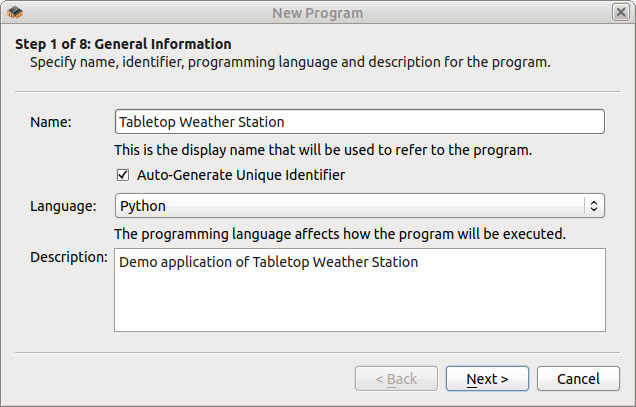 New Program
Step 1 of 8: General Information
Specify name, identifier, programming language and description for the program.
Name: Tabletop Weather Station
This is the display name that will be used to refer to the program.
Auto-Generate Unique Identifier
Language: Python
The programming language affects how the program will be executed.
Description: Demo application of Tabletop Weather Station
< Back Next > Cancel